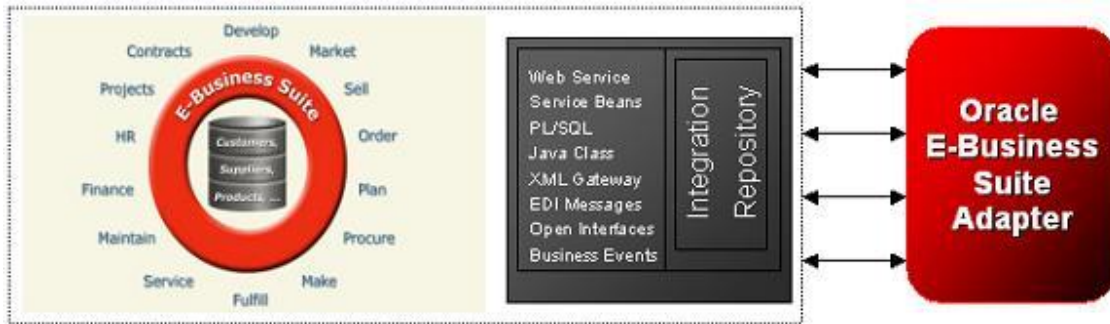 Develop
Contracts
Market
Projects
E-Business Suite
Sell
HR
Customers,
Order
Suppliers,
Finance
Products, ...
Plan
Maintain
Procure
Service
Make
Fulfill
Web Service
Service Beans
PL/SQL
Java Class
XML Gateway
EDI Messages
Open Interfaces
Business Events
Integration
Repository
Oracle
E-Business
Suite
Adapter